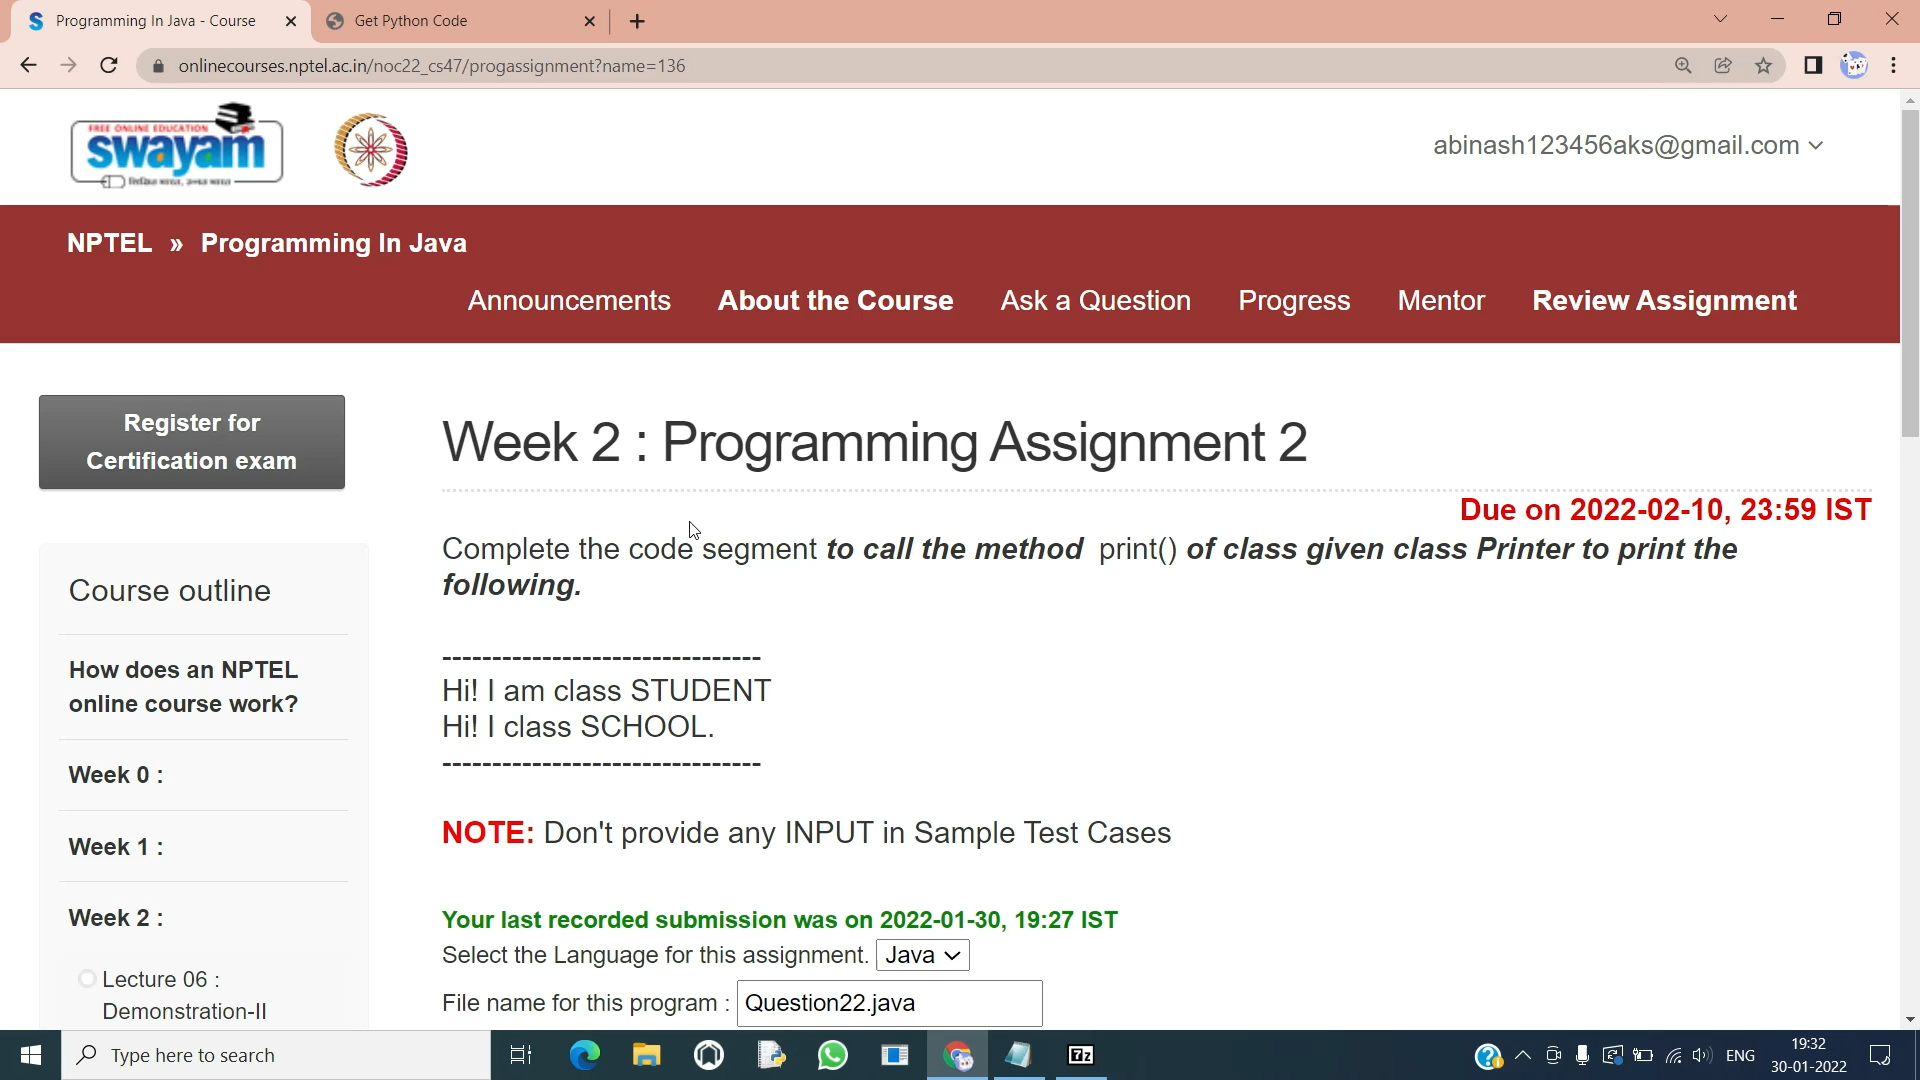 Programming In Java - Course
Get Python Code
onlinecourses.nptel.ac.in/noc22_cs47/progassignment?name=136
FREE ONLINE EDUCATION
swayam
abinash123456aks@gmail.com
NPTEL » Programming In Java
Announcements About the Course Ask a Question Progress Mentor Review Assignment
Register for
Certification exam
Course outline
How does an NPTEL
online course work?
Week 0 :
Week 1 :
Week 2 :
Lecture 06 :
Demonstration-II
Week 2 : Programming Assignment 2
Due on 2022-02-10, 23:59 IST
Complete the code segment to call the method print() of class given class Printer to print the
following.
--------------------------------
Hi! I am class STUDENT
Hi! I class SCHOOL.
--------------------------------
NOTE: Don't provide any INPUT in Sample Test Cases
Your last recorded submission was on 2022-01-30, 19:27 IST
Select the Language for this assignment. Java
File name for this program : Question22.java
Type here to search
7z
ENG
19:32
30-01-2022